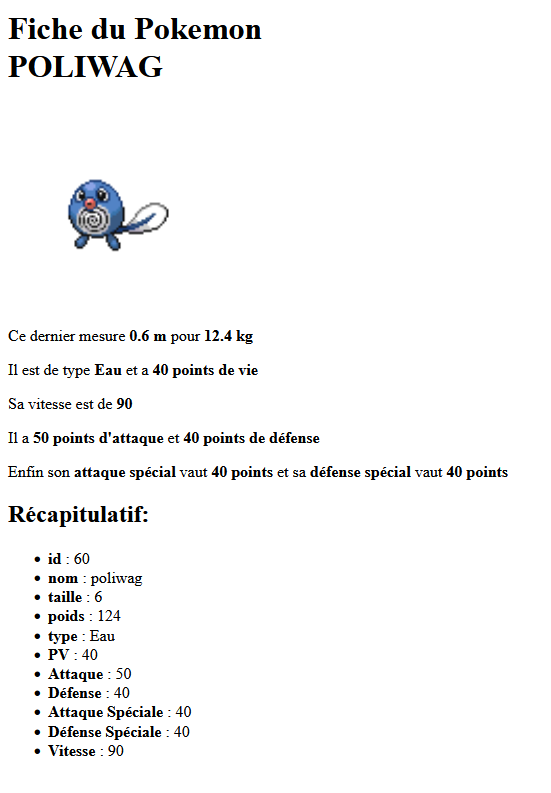 Fiche du Pokemon
POLIWAG
Ce dernier mesure 0.6 m pour 12.4 kg
Il est de type Eau et a 40 points de vie
Sa vitesse est de 90
Il a 50 points d'attaque et 40 points de défense
Enfin son attaque spécial vaut 40 points et sa défense spécial vaut 40 points
Récapitulatif:
• id : 60
• nom : poliwag
• taille : 6
• poids : 124
• type : Eau
• PV : 40
• Attaque : 50
• Défense : 40
• Attaque Spéciale : 40
• Défense Spéciale : 40
• Vitesse : 90